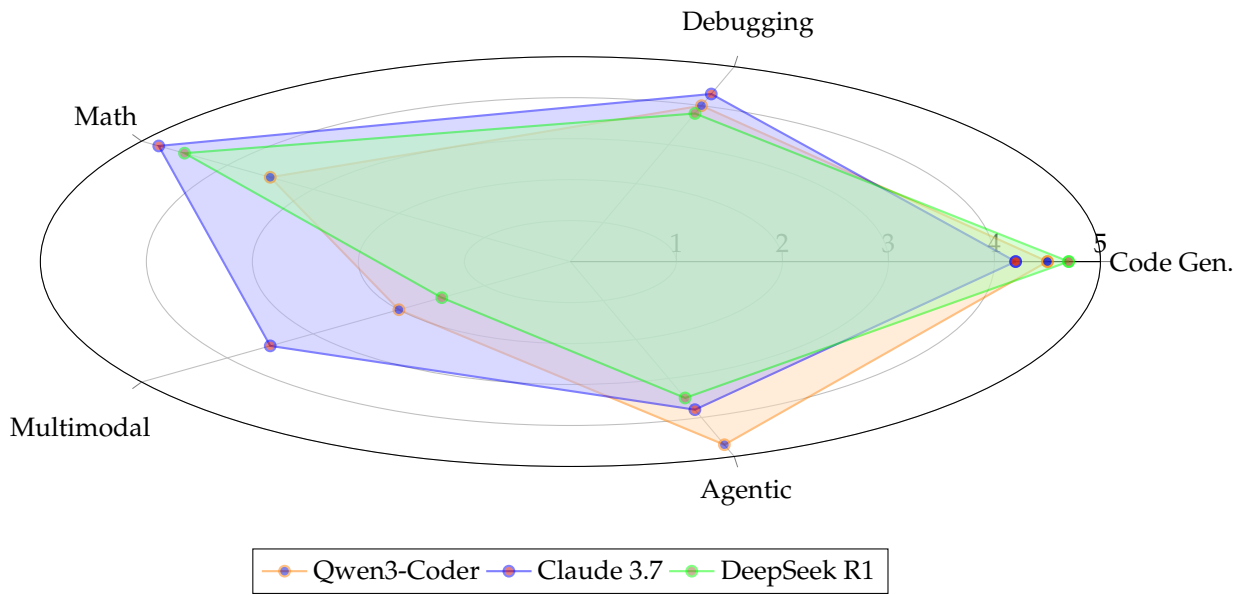 Debugging
Math
1 2 3 4 5
Code Gen.
Multimodal
Agentic
Qwen3-Coder Claude 3.7 DeepSeek R1